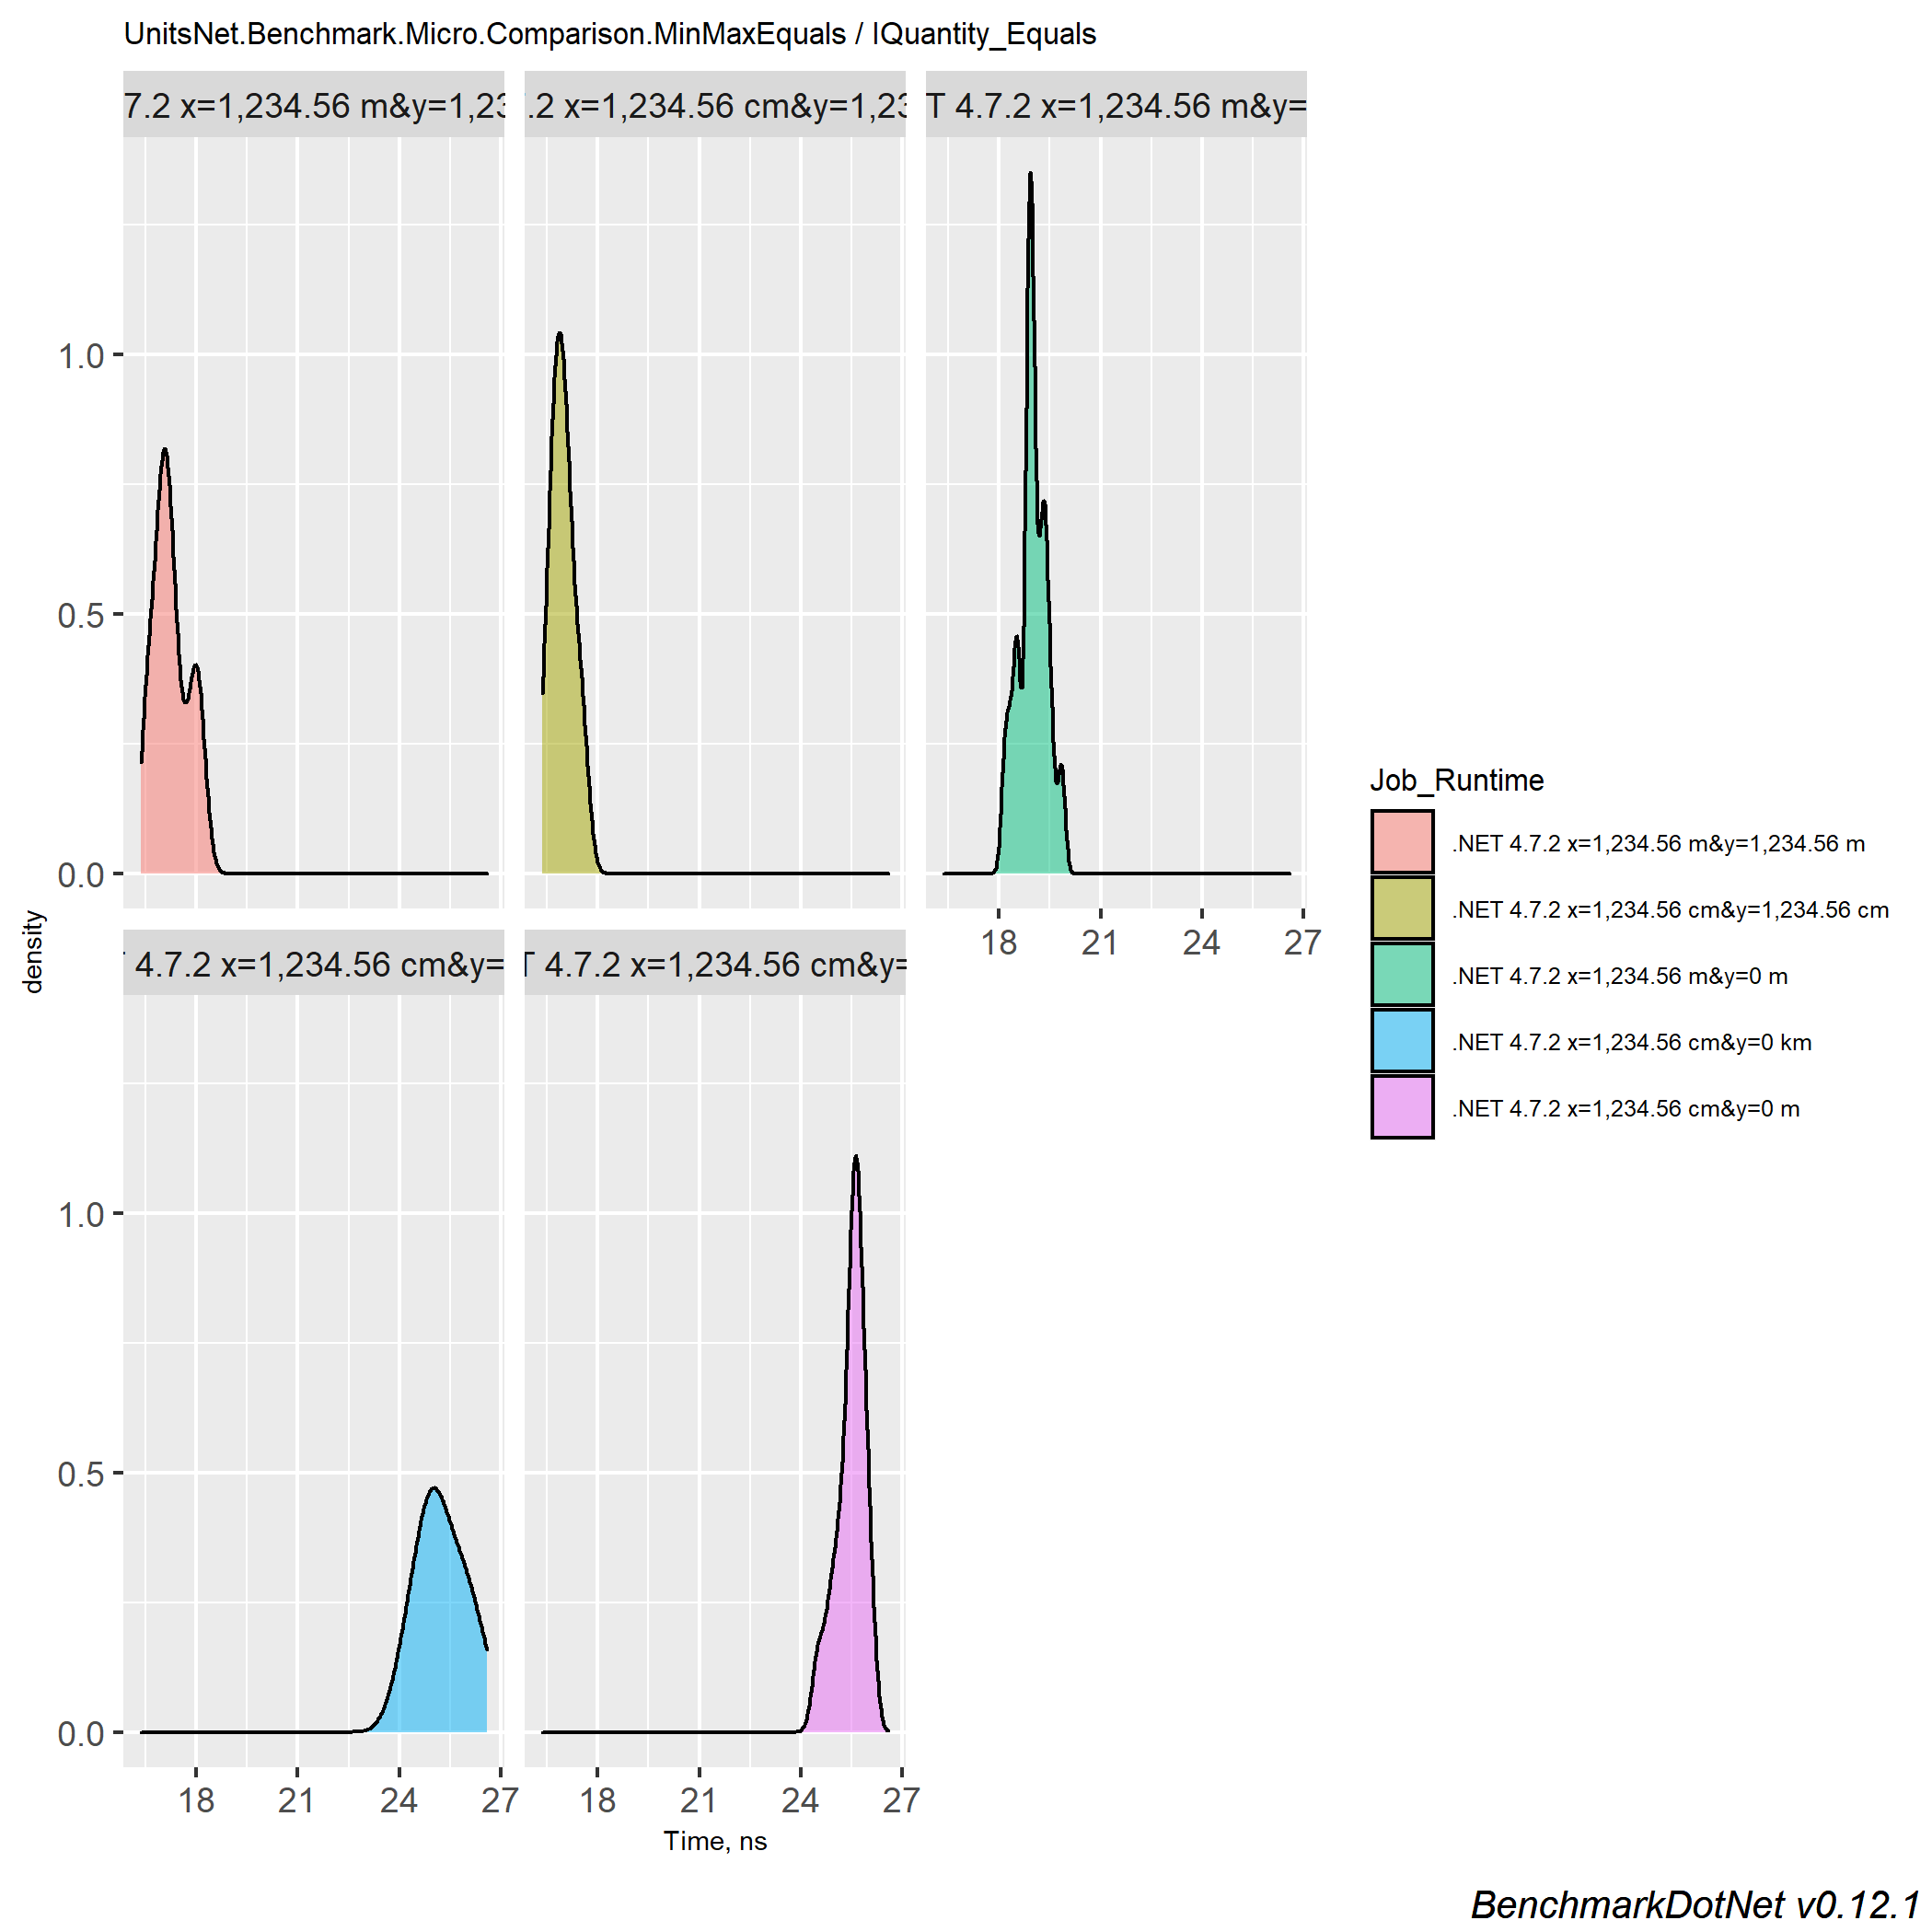 UnitsNet.Benchmark.Micro.Comparison.MinMaxEquals / IQuantity_Equals
7.2 x=1,234.56 m&y=1,23
.2 x=1,234.56 cm&y=1,23
T 4.7.2 x=1,234.56 m&y=
1.0
0.5
0.0
18 21 24 27
4.7.2 x=1,234.56 cm&y=
T 4.7.2 x=1,234.56 cm&y=
1.0
0.5
0.0
18 21 24 27
18 21 24 27
Time, ns
density
Job_Runtime
.NET 4.7.2 x=1,234.56 m&y=1,234.56 m
.NET 4.7.2 x=1,234.56 cm&y=1,234.56 cm
.NET 4.7.2 x=1,234.56 m&y=0 m
.NET 4.7.2 x=1,234.56 cm&y=0 km
.NET 4.7.2 x=1,234.56 cm&y=0 m
BenchmarkDotNet v0.12.1